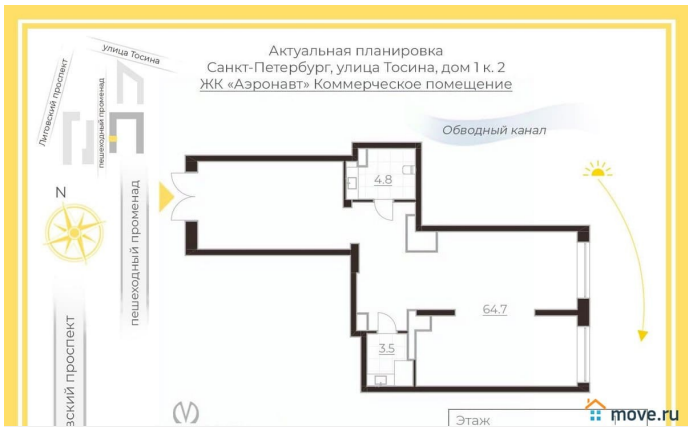 Актуальная планировка
Санкт-Петербург, улица Тосина, дом 1 к. 2
ЖК «Аэронавт» Коммерческое помещение
улица Тосина
Лиговский проспект
пешеходный променад
Обводный канал
N
пешеходный променад
вский проспект
4.8
64.7
3.5
Этаж
move.ru